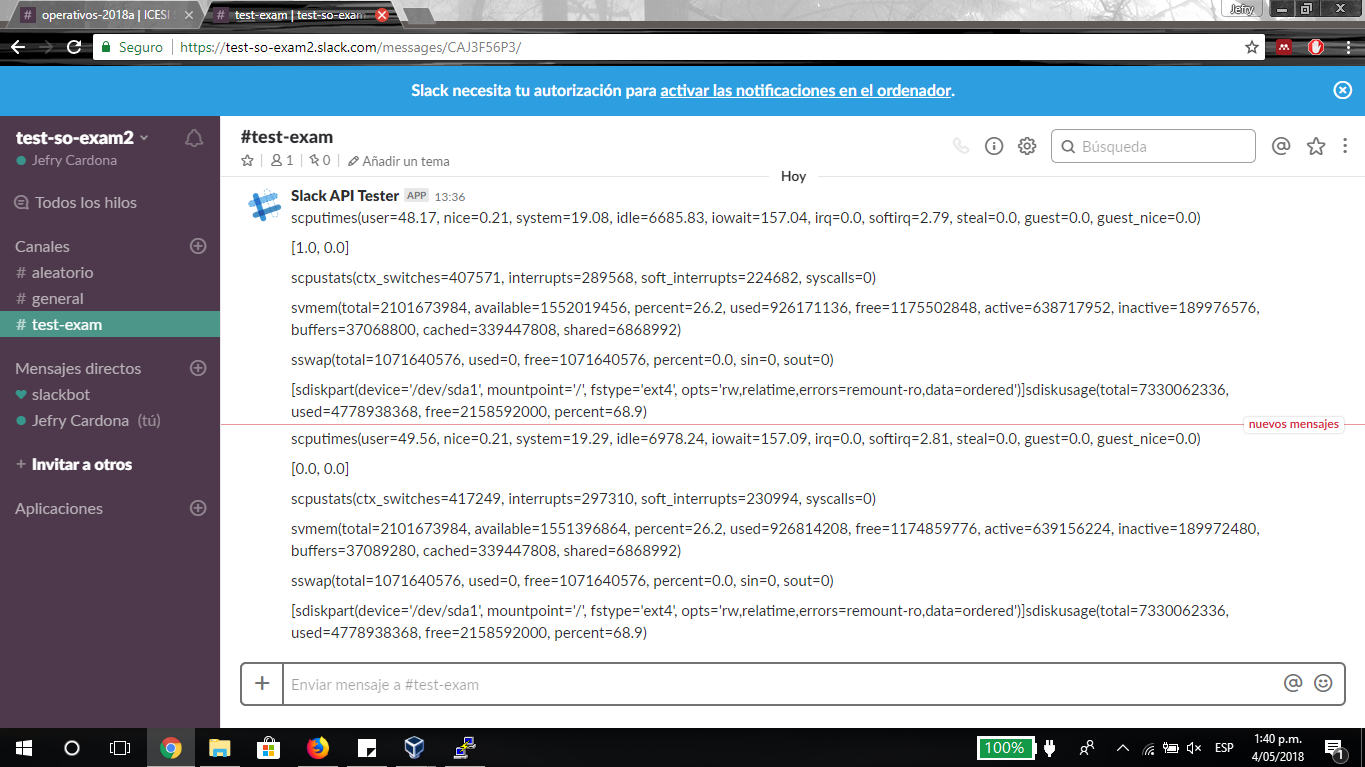 operativos-2018a | ICESI
test-exam | test-so-exam
Jefry
Seguro
https://test-so-exam2.slack.com/messages/CAJ3F56P3/
Slack necesita tu autorización para activar las notificaciones en el ordenador.
test-so-exam2
Jefry Cardona
Todos los hilos
Canales
# aleatorio
# general
# test-exam
Mensajes directos
slackbot
Jefry Cardona (tú)
+ Invitar a otros
Aplicaciones
#test-exam
1
0
Añadir un tema
Búsqueda
Hoy
Slack API Tester APP 13:36
scputimes(user=48.17, nice=0.21, system=19.08, idle=6685.83, iowait=157.04, irq=0.0, softirq=2.79, steal=0.0, guest=0.0, guest_nice=0.0)
[1.0, 0.0]
scpustats(ctx_switches=407571, interrupts=289568, soft_interrupts=224682, syscalls=0)
svmem(total=2101673984, available=1552019456, percent=26.2, used=926171136, free=1175502848, active=638717952, inactive=189976576,
buffers=37068800, cached=339447808, shared=6868992)
sswap(total=1071640576, used=0, free=1071640576, percent=0.0, sin=0, sout=0)
[sdiskpart(device='/dev/sda1', mountpoint='/', fstype='ext4', opts='rw,relatime,errors=remount-ro,data=ordered')]sdiskusage(total=7330062336,
used=4778938368, free=2158592000, percent=68.9)
nuevos mensajes
scputimes(user=49.56, nice=0.21, system=19.29, idle=6978.24, iowait=157.09, irq=0.0, softirq=2.81, steal=0.0, guest=0.0, guest_nice=0.0)
[0.0, 0.0]
scpustats(ctx_switches=417249, interrupts=297310, soft_interrupts=230994, syscalls=0)
svmem(total=2101673984, available=1551396864, percent=26.2, used=926814208, free=1174859776, active=639156224, inactive=189972480,
buffers=37089280, cached=339447808, shared=6868992)
sswap(total=1071640576, used=0, free=1071640576, percent=0.0, sin=0, sout=0)
[sdiskpart(device='/dev/sda1', mountpoint='/', fstype='ext4', opts='rw,relatime,errors=remount-ro,data=ordered')]sdiskusage(total=7330062336,
used=4778938368, free=2158592000, percent=68.9)
Enviar mensaje a #test-exam
100%
ESP
1:40 p.m.
4/05/2018
1